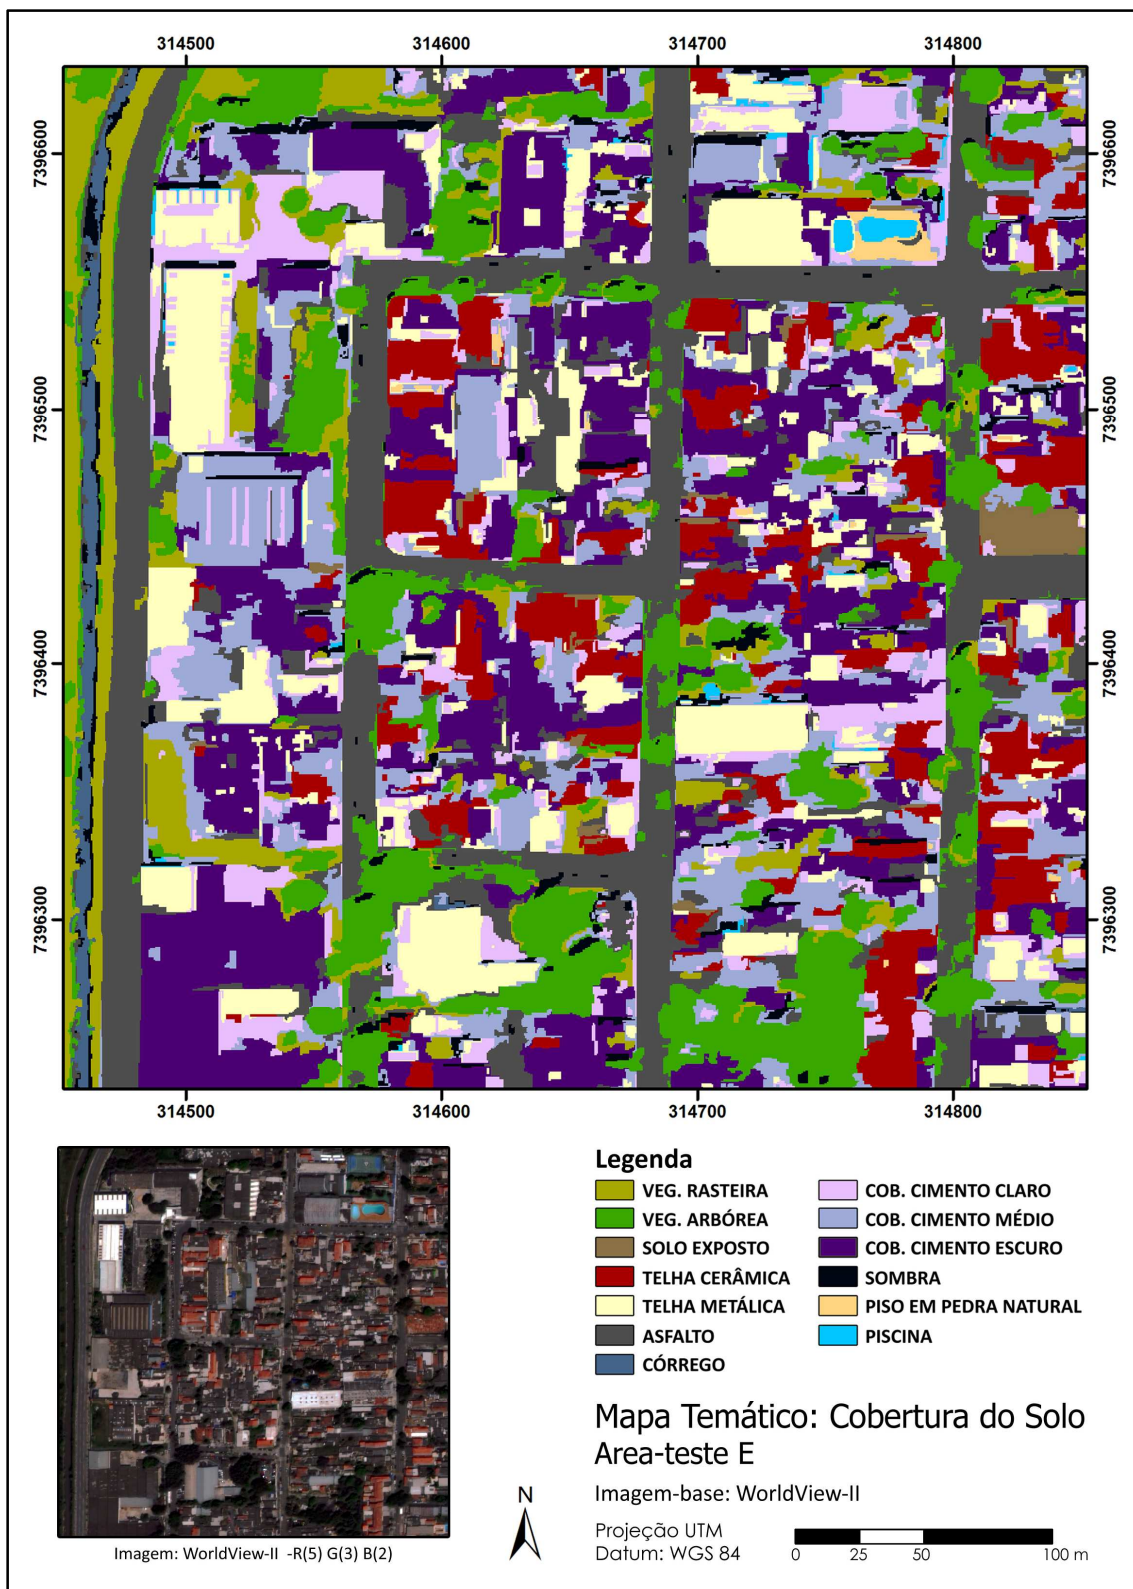 314500 314600 314700 314800
7396600 7396600
7396500 7396500
7396400 7396400
7396300 7396300
314500 314600 314700 314800
Legenda
VEG. RASTEIRA
VEG. ARBÓREA
SOLO EXPOSTO
TELHA CERÂMICA
TELHA METÁLICA
ASFALTO
CÓRREGO
COB. CIMENTO CLARO
COB. CIMENTO MÉDIO
COB. CIMENTO ESCURO
SOMBRA
PISO EM PEDRA NATURAL
PISCINA
Mapa Temático: Cobertura do Solo
Area-teste E
Imagem-base: WorldView-II
Projeção UTM
Datum: WGS 84
0 25 50 100 m
N
Imagem: WorldView-II -R(5) G(3) B(2)